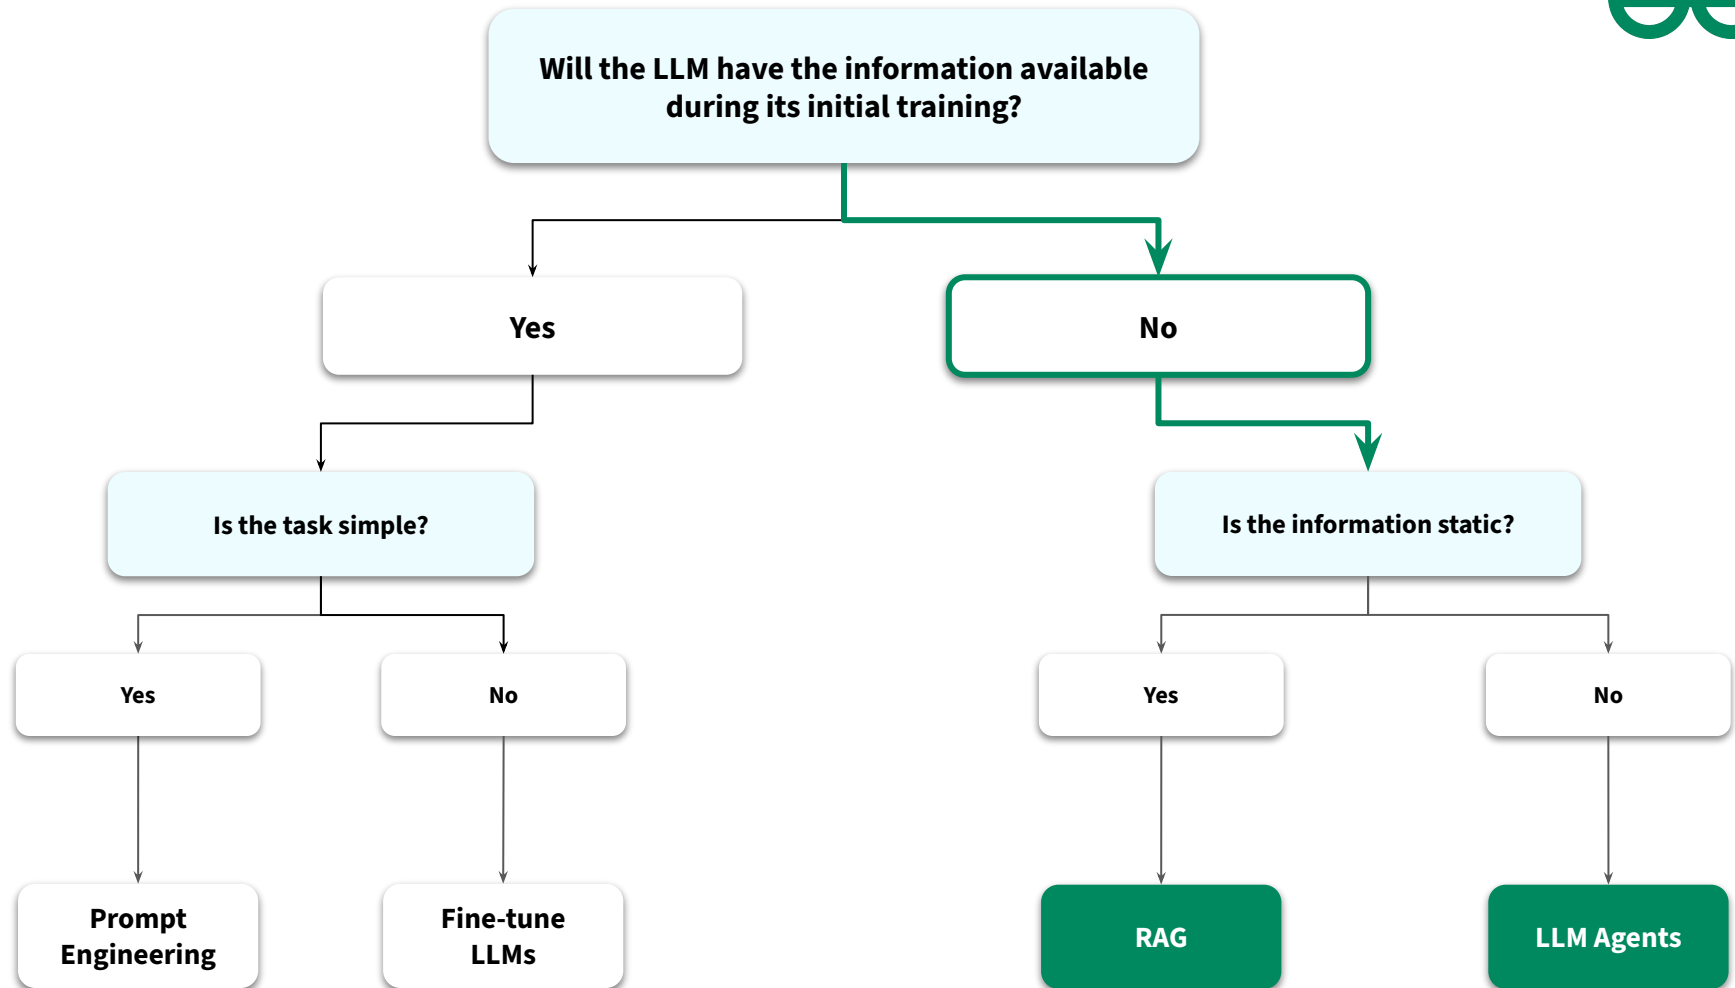 Will the LLM have the information available
during its initial training?
Yes
No
Is the task simple?
Is the information static?
Yes
No
Yes
No
Prompt
Engineering
Fine-tune
LLMs
RAG
LLM Agents